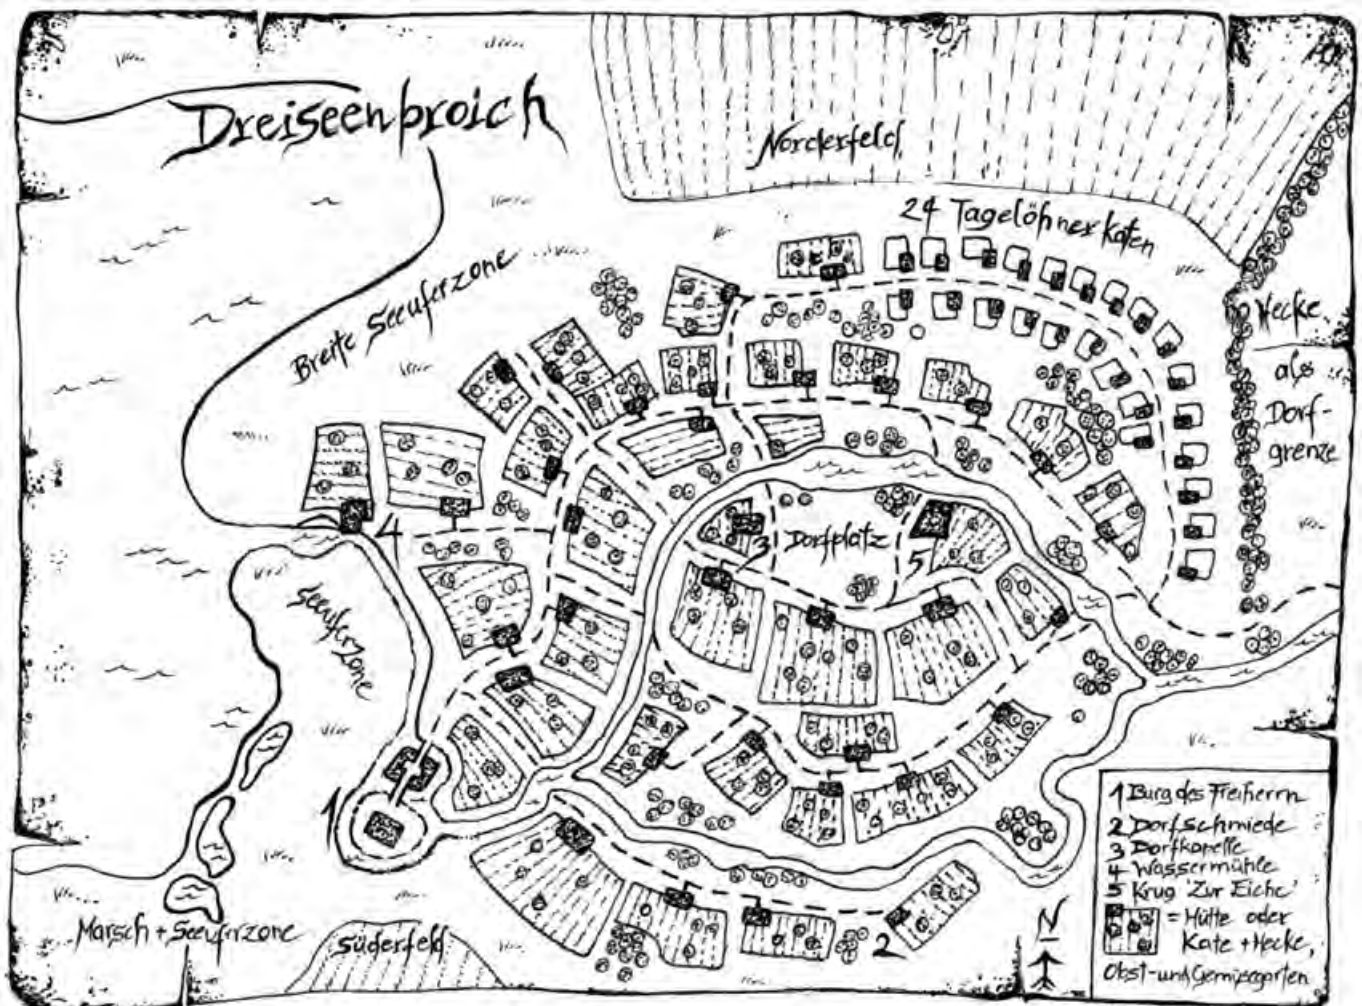 Dreiseenbroich
Norderfeld
24 Tagelöhnerkaten
Breite Seeuferzone
Hecke
als
Dorf-
grenze
4
3
Dorfplatz
5
Seeuferzone
1
2
Marsch + Seeuferzone
Süderfeld
N
1 Burg des Freiherrn
2 Dorfschmiede
3 Dorfkapelle
4 Wassermühle
5 Krug 'Zur Eiche'
= Hütte oder
Kate + Hecke,
Obst- und Gemüsegarten